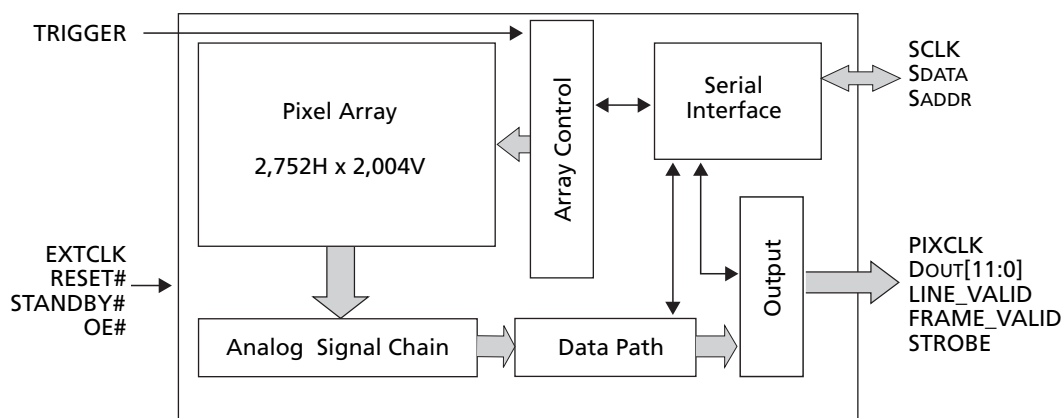 TRIGGER
Pixel Array
2,752H x 2,004V
Array Control
Serial
Interface
SCLK
SDATA
SADDR
EXTCLK
RESET#
STANDBY#
OE#
Analog Signal Chain
Data Path
Output
PIXCLK
DOUT[11:0]
LINE_VALID
FRAME_VALID
STROBE